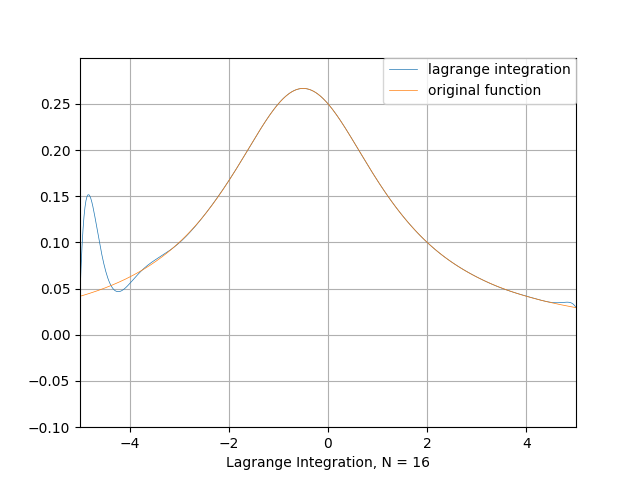 lagrange integration
original function
0.25
0.20
0.15
0.10
0.05
0.00
−0.05
−0.10
−4 −2 0 2 4
Lagrange Integration, N = 16